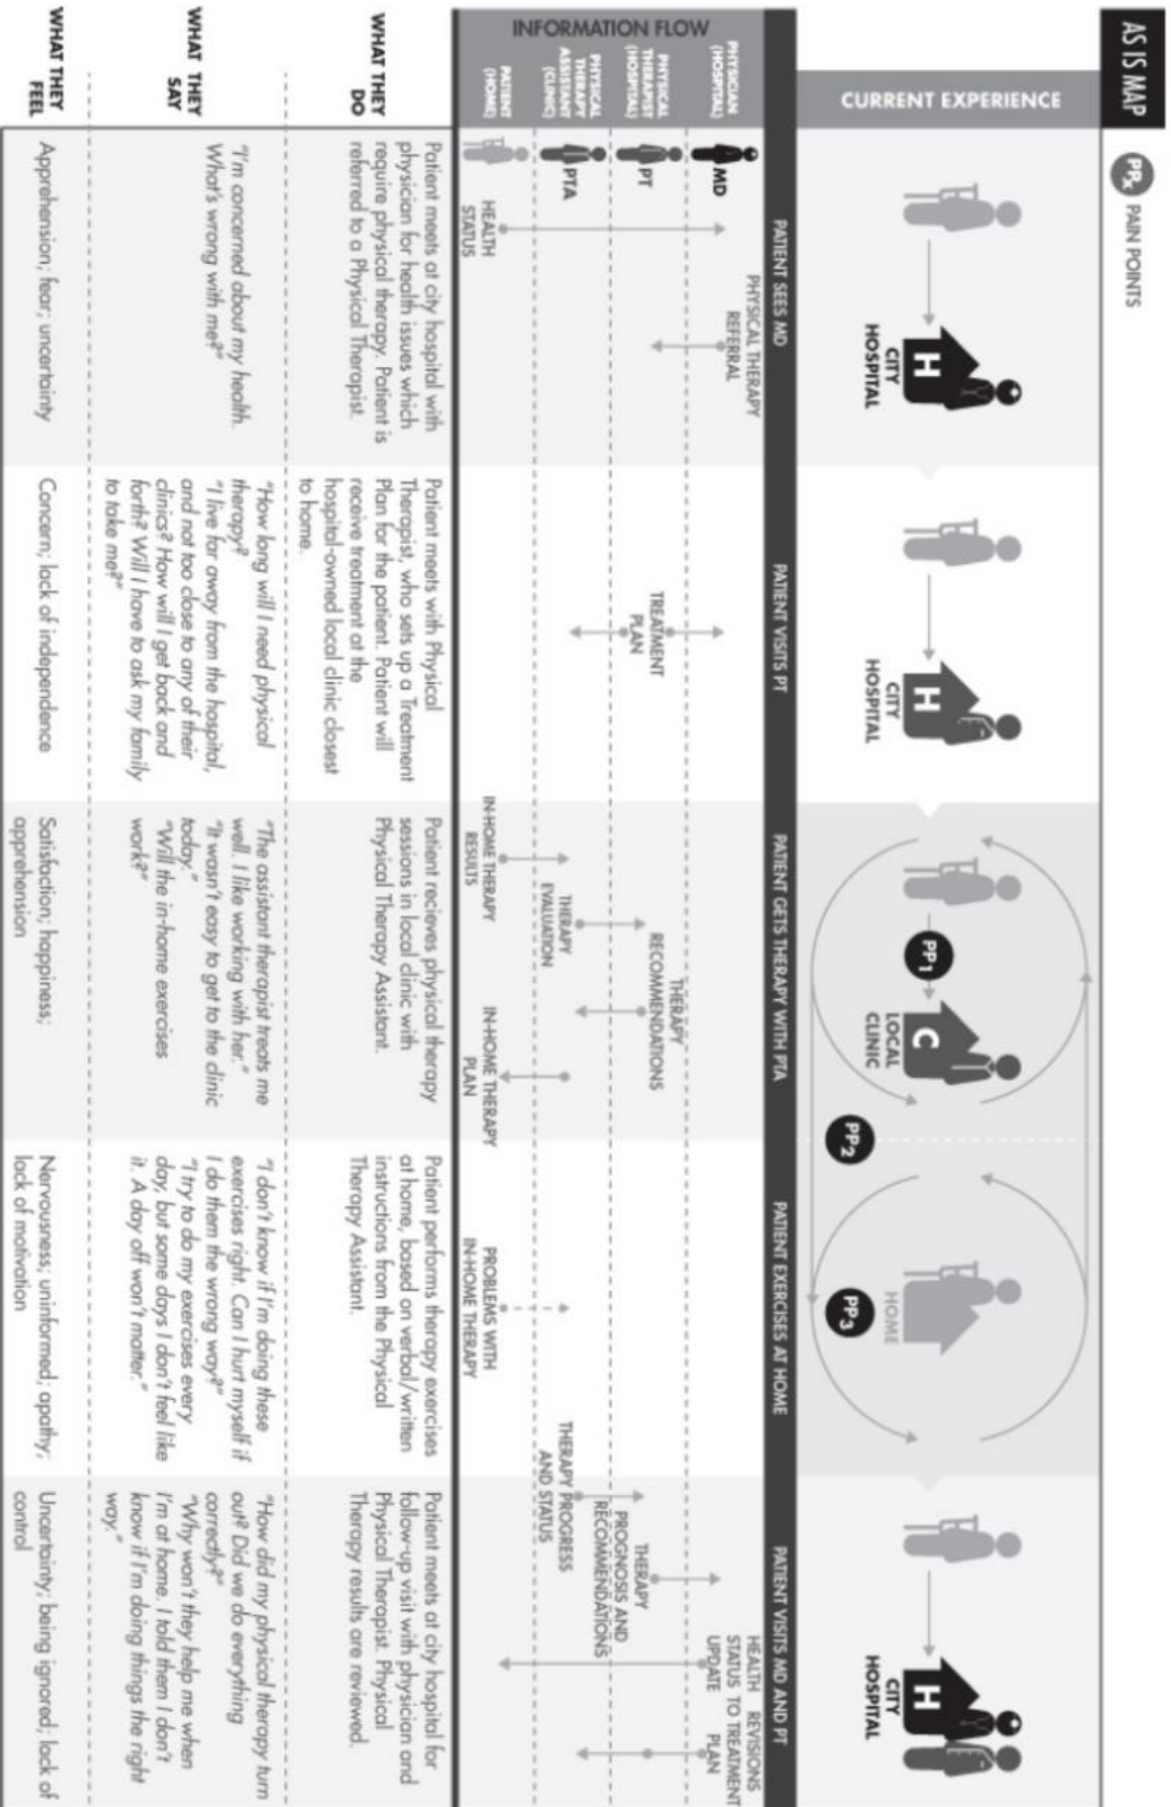 AS IS MAP
PPx PAIN POINTS
CURRENT EXPERIENCE
CITY
HOSPITAL
H
CITY
HOSPITAL
H
PP1
C
LOCAL
CLINIC
PP2
HOME
PP3
CITY
HOSPITAL
H
PATIENT SEES MD
PATIENT VISITS PT
PATIENT GETS THERAPY WITH PTA
PATIENT EXERCISES AT HOME
PATIENT VISITS MD AND PT
INFORMATION FLOW
PHYSICIAN
(HOSPITAL)
PHYSICAL
THERAPIST
(HOSPITAL)
PHYSICAL
THERAPY
ASSISTANT
(CLINIC)
PATIENT
(HOME)
MD
PT
PTA
HEALTH
STATUS
PHYSICAL THERAPY
REFERRAL
TREATMENT
PLAN
IN-HOME THERAPY
RESULTS
THERAPY
EVALUATION
THERAPY
RECOMMENDATIONS
IN-HOME THERAPY
PLAN
PROBLEMS WITH
IN-HOME THERAPY
THERAPY PROGRESS
AND STATUS
THERAPY
PROGNOSIS AND
RECOMMENDATIONS
HEALTH
STATUS
UPDATE
REVISIONS
TO TREATMENT
PLAN
WHAT THEY
DO
Patient meets at city hospital with
physician for health issues which
require physical therapy. Patient is
referred to a Physical Therapist.
Patient meets with Physical
Therapist, who sets up a Treatment
Plan for the patient. Patient will
receive treatment at the
hospital-owned local clinic closest
to home.
Patient recieves physical therapy
sessions in local clinic with
Physical Therapy Assistant.
Patient performs therapy exercises
at home, based on verbal/written
instructions from the Physical
Therapy Assistant.
Patient meets at city hospital for
follow-up visit with physician and
Physical Therapist. Physical
Therapy results are reviewed.
WHAT THEY
SAY
"I'm concerned about my health.
What's wrong with me?"
"How long will I need physical
therapy?
"I live far away from the hospital,
and not too close to any of their
clinics? How will I get back and
forth? Will I have to ask my family
to take me?"
"The assistant therapist treats me
well. I like working with her."
"It wasn't easy to get to the clinic
today."
"Will the in-home exercises
work?"
"I don't know if I'm doing these
exercises right. Can I hurt myself if
I do them the wrong way?"
"I try to do my exercises every
day, but some days I don't feel like
it. A day off won't matter."
"How did my physical therapy turn
out? Did we do everything
correctly?"
"Why won't they help me when
I'm at home. I told them I don't
know if I'm doing things the right
way."
WHAT THEY
FEEL
Apprehension; fear; uncertainty
Concern; lack of independence
Satisfaction; happiness;
apprehension
Nervousness; uninformed; apathy;
lack of motivation
Uncertainty; being ignored; lack of
control